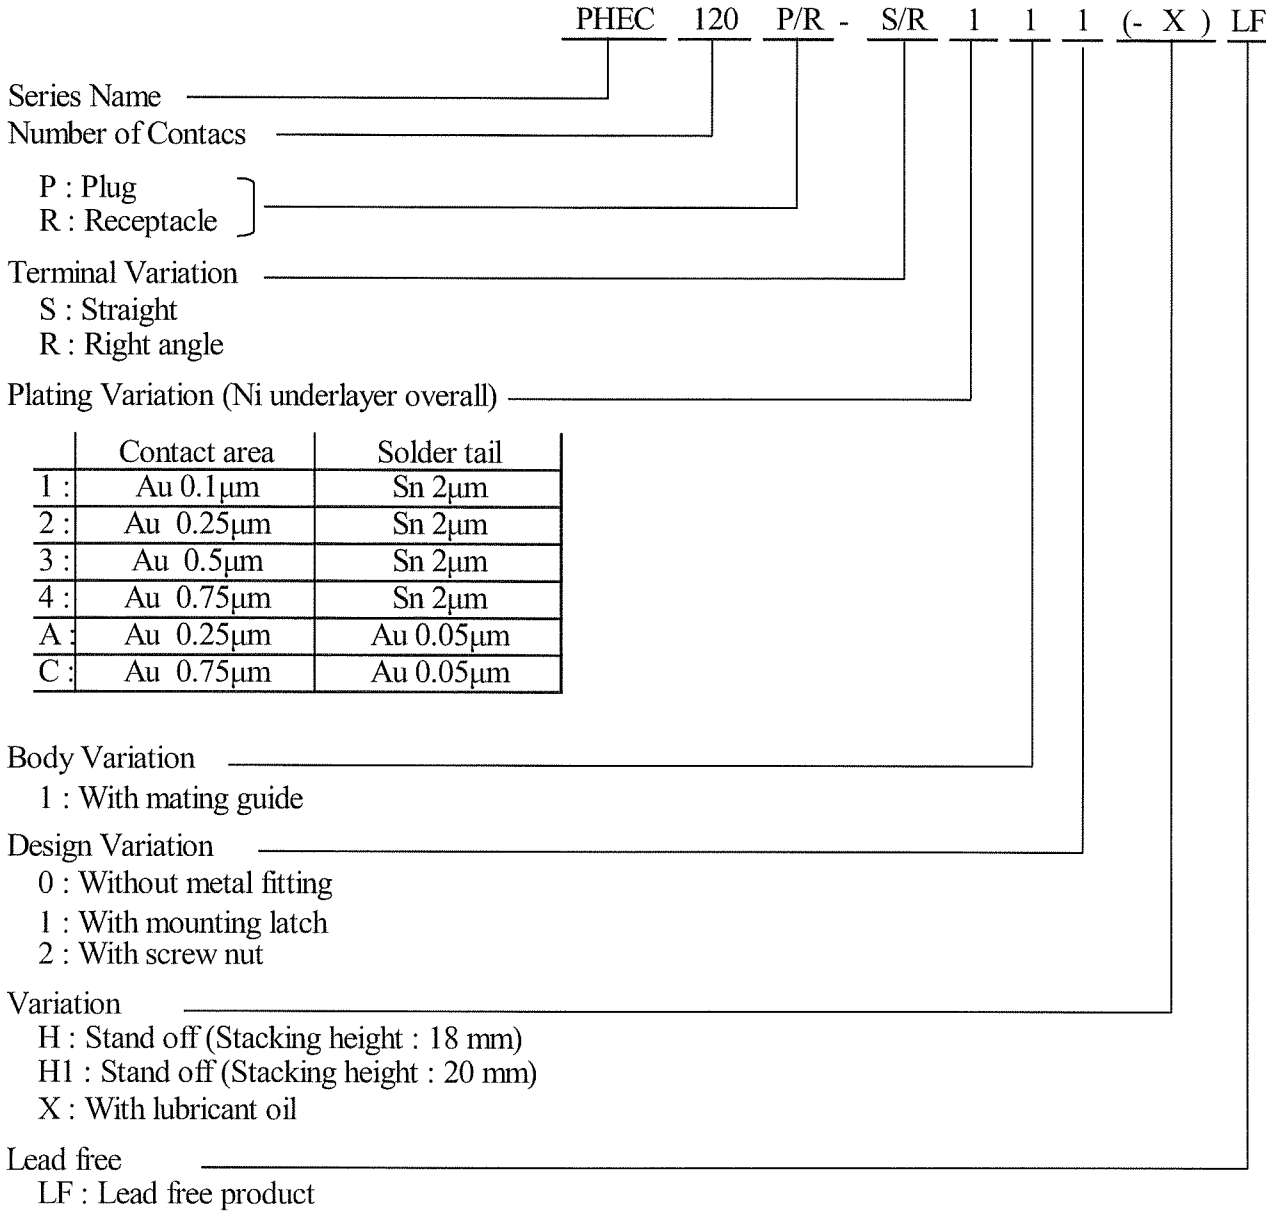 PHEC 120 P/R - S/R 1 1 1 (- X ) LF
Series Name
Number of Contacs
P : Plug
R : Receptacle
Terminal Variation
S : Straight
R : Right angle
Plating Variation (Ni underlayer overall)
Contact area Solder tail
1 : Au 0.1μm Sn 2μm
2 : Au 0.25μm Sn 2μm
3 : Au 0.5μm Sn 2μm
4 : Au 0.75μm Sn 2μm
A : Au 0.25μm Au 0.05μm
C : Au 0.75μm Au 0.05μm
Body Variation
1 : With mating guide
Design Variation
0 : Without metal fitting
1 : With mounting latch
2 : With screw nut
Variation
H : Stand off (Stacking height : 18 mm)
H1 : Stand off (Stacking height : 20 mm)
X : With lubricant oil
Lead free
LF : Lead free product